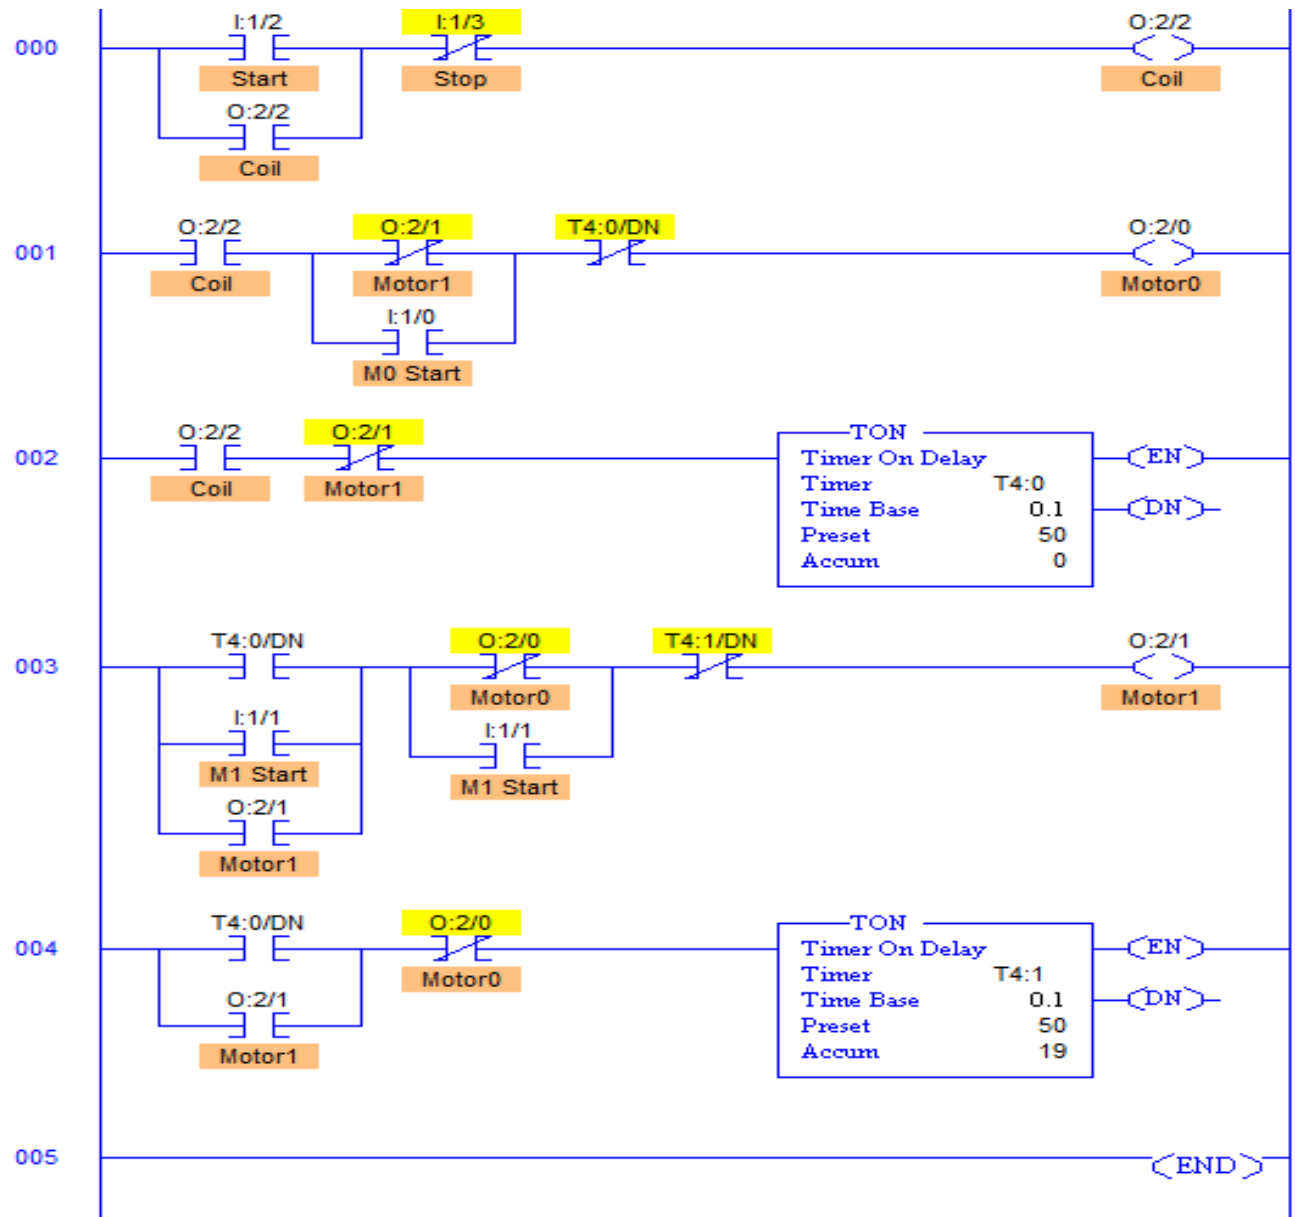 I:1/2 I:1/3 O:2/2
000
Start Stop Coil
O:2/2
Coil
O:2/2 O:2/1 T4:0/DN O:2/0
001
Coil Motor1 Motor0
I:1/0
M0 Start
O:2/2 O:2/1
002
Coil Motor1
TON
Timer On Delay
Timer T4:0
Time Base 0.1
Preset 50
Accum 0
EN
DN
T4:0/DN O:2/0 T4:1/DN O:2/1
003
Motor0 Motor1
I:1/1 I:1/1
M1 Start M1 Start
O:2/1
Motor1
T4:0/DN O:2/0
004
Motor0
O:2/1
Motor1
TON
Timer On Delay
Timer T4:1
Time Base 0.1
Preset 50
Accum 19
EN
DN
005
END